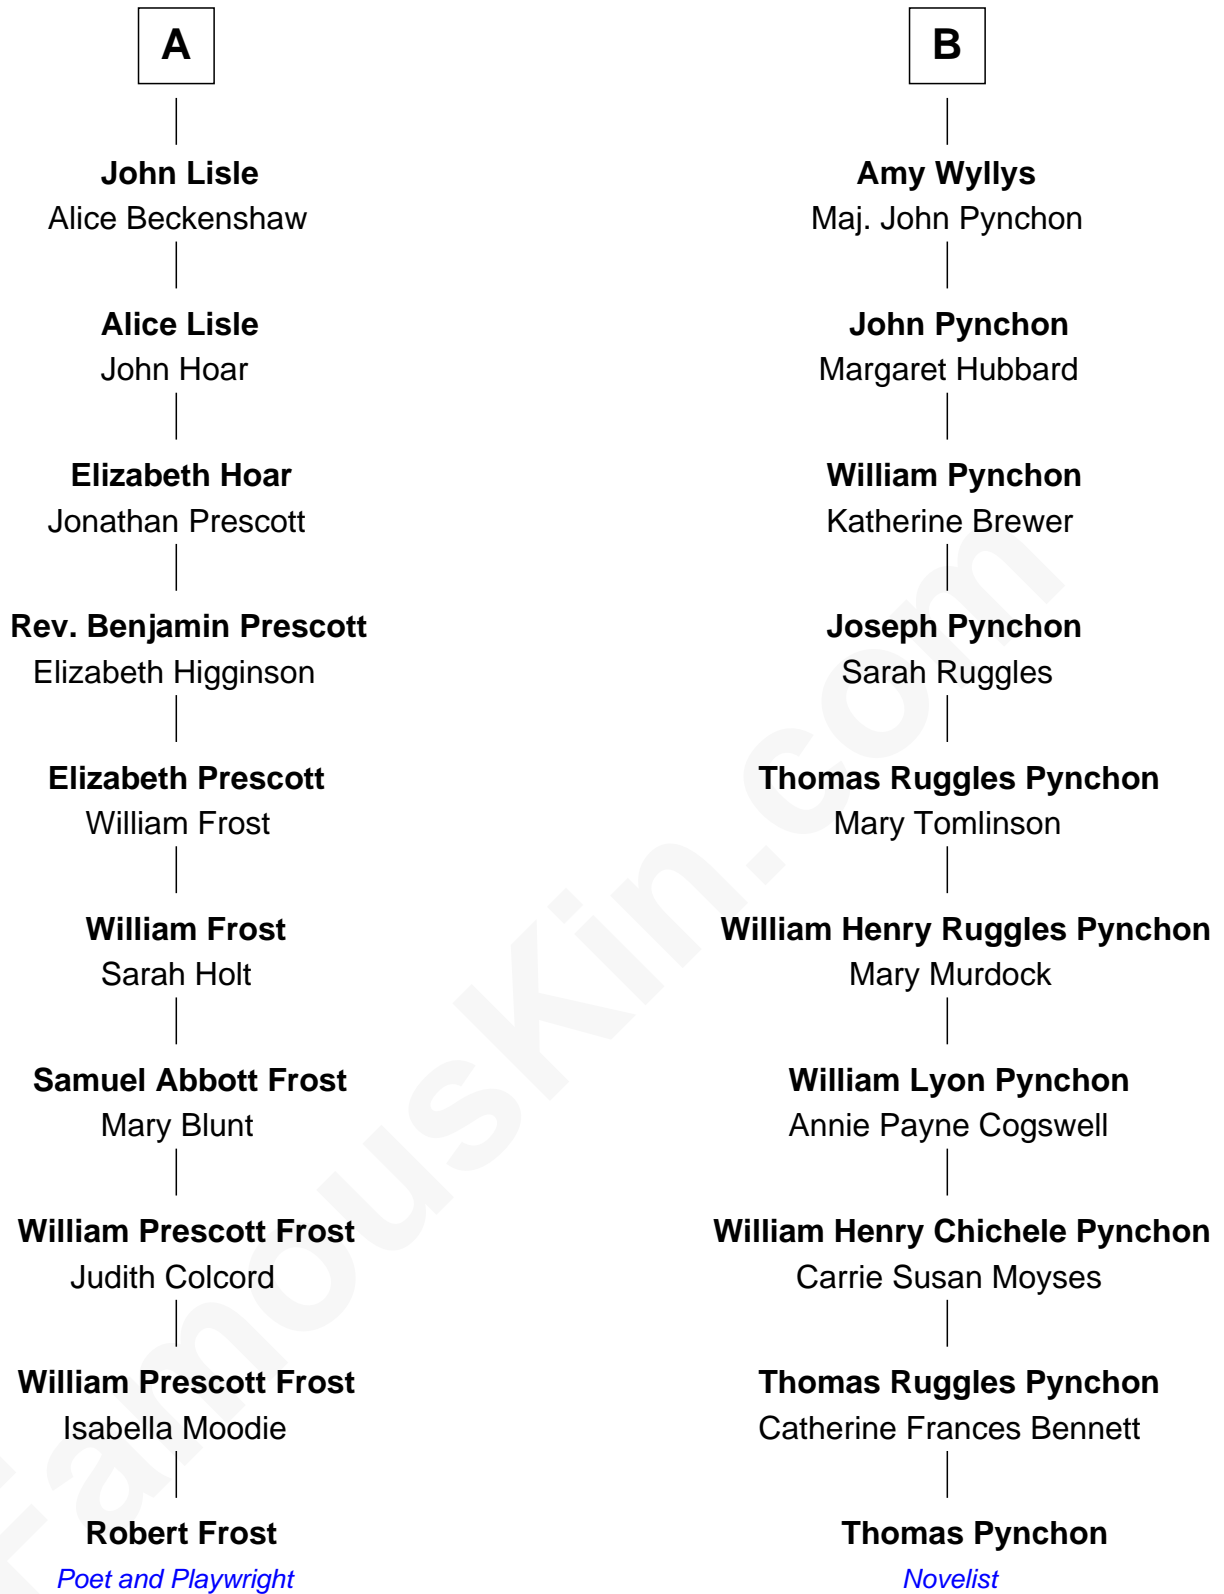 A
John Lisle
Alice Beckenshaw
Alice Lisle
John Hoar
Elizabeth Hoar
Jonathan Prescott
Rev. Benjamin Prescott
Elizabeth Higginson
Elizabeth Prescott
William Frost
William Frost
Sarah Holt
Samuel Abbott Frost
Mary Blunt
William Prescott Frost
Judith Colcord
William Prescott Frost
Isabella Moodie
Robert Frost
Poet and Playwright
B
Amy Wyllys
Maj. John Pynchon
John Pynchon
Margaret Hubbard
William Pynchon
Katherine Brewer
Joseph Pynchon
Sarah Ruggles
Thomas Ruggles Pynchon
Mary Tomlinson
William Henry Ruggles Pynchon
Mary Murdock
William Lyon Pynchon
Annie Payne Cogswell
William Henry Chichele Pynchon
Carrie Susan Moyses
Thomas Ruggles Pynchon
Catherine Frances Bennett
Thomas Pynchon
Novelist
FamousKin.com